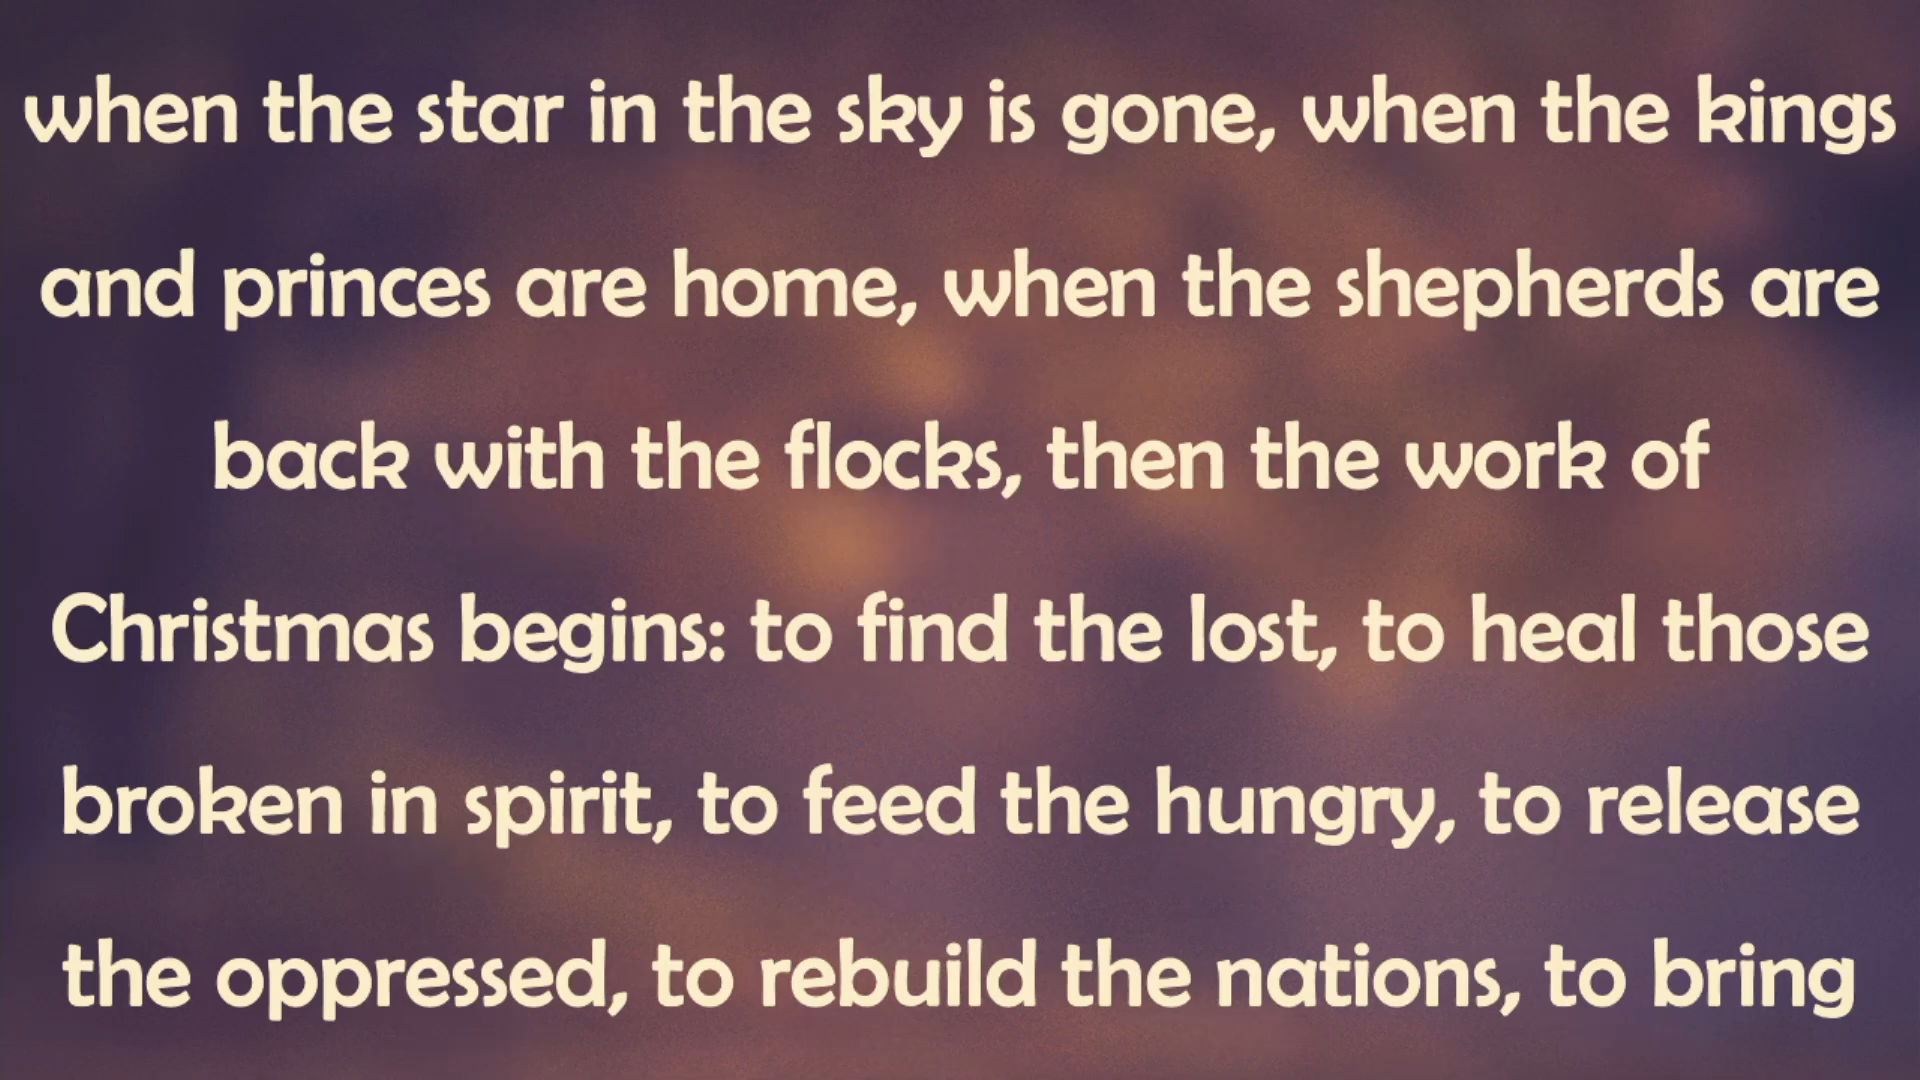 when the star in the sky is gone, when the kings
and princes are home, when the shepherds are
back with the flocks, then the work of
Christmas begins: to find the lost, to heal those
broken in spirit, to feed the hungry, to release
the oppressed, to rebuild the nations, to bring